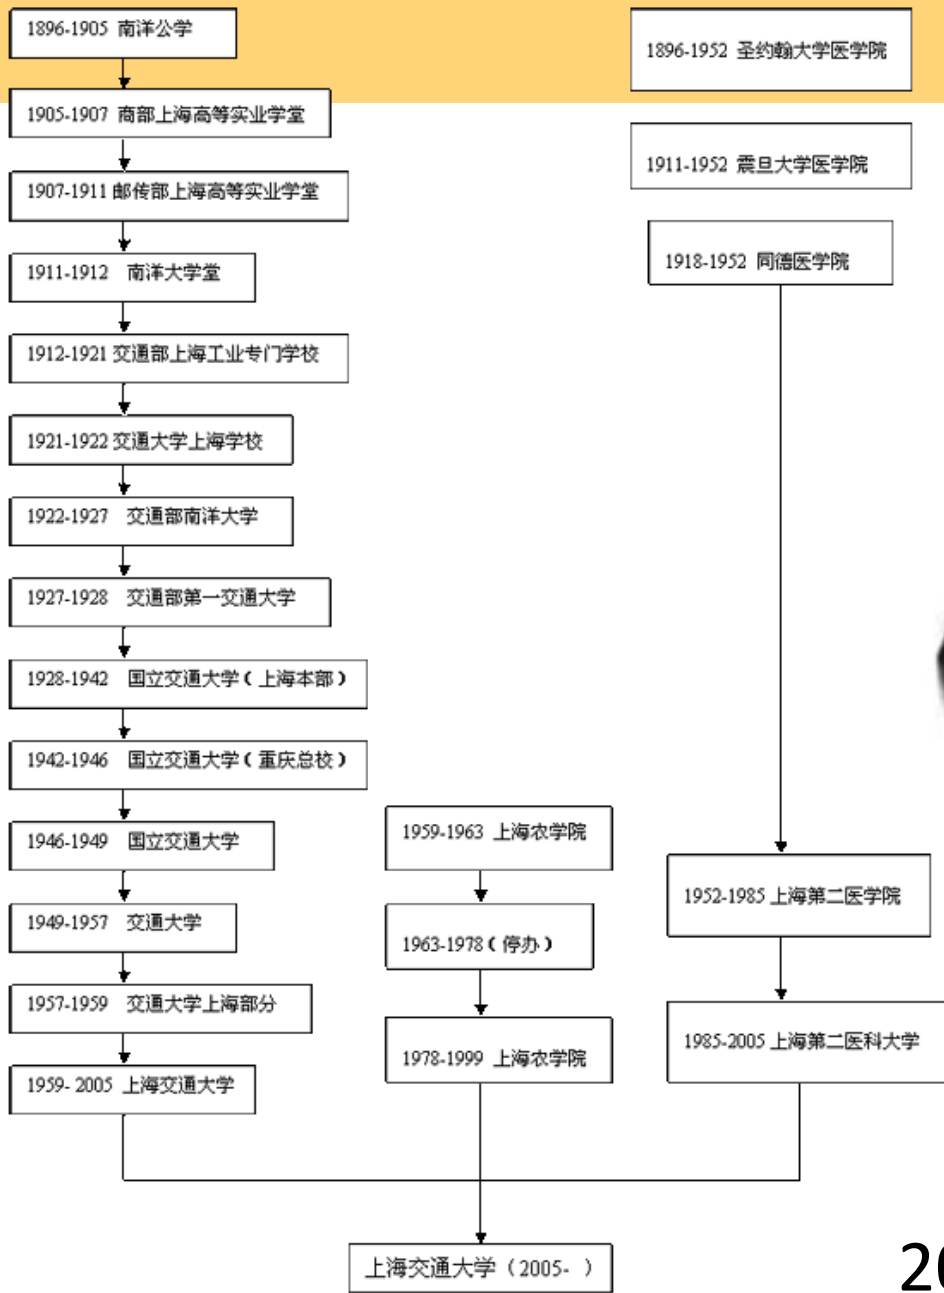 1896-1905 南洋公学
1905-1907 商部上海高等实业学堂
1907-1911 邮传部上海高等实业学堂
1911-1912 南洋大学堂
1912-1921 交通部上海工业专门学校
1921-1922 交通大学上海学校
1922-1927 交通部南洋大学
1927-1928 交通部第一交通大学
1928-1942 国立交通大学（上海本部）
1942-1946 国立交通大学（重庆总校）
1946-1949 国立交通大学
1949-1957 交通大学
1957-1959 交通大学上海部分
1959- 2005 上海交通大学
1959-1963 上海农学院
1963-1978（停办）
1978-1999 上海农学院
1896-1952 圣约翰大学医学院
1911-1952 震旦大学医学院
1918-1952 同德医学院
1952-1985 上海第二医学院
1985-2005 上海第二医科大学
上海交通大学（2005- ）